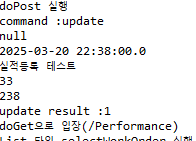 doPost 실행
command :update
null
2025-03-20 22:38:00.0
실적등록 테스트
33
238
update result :1
doGet으로 입장(/Performance)